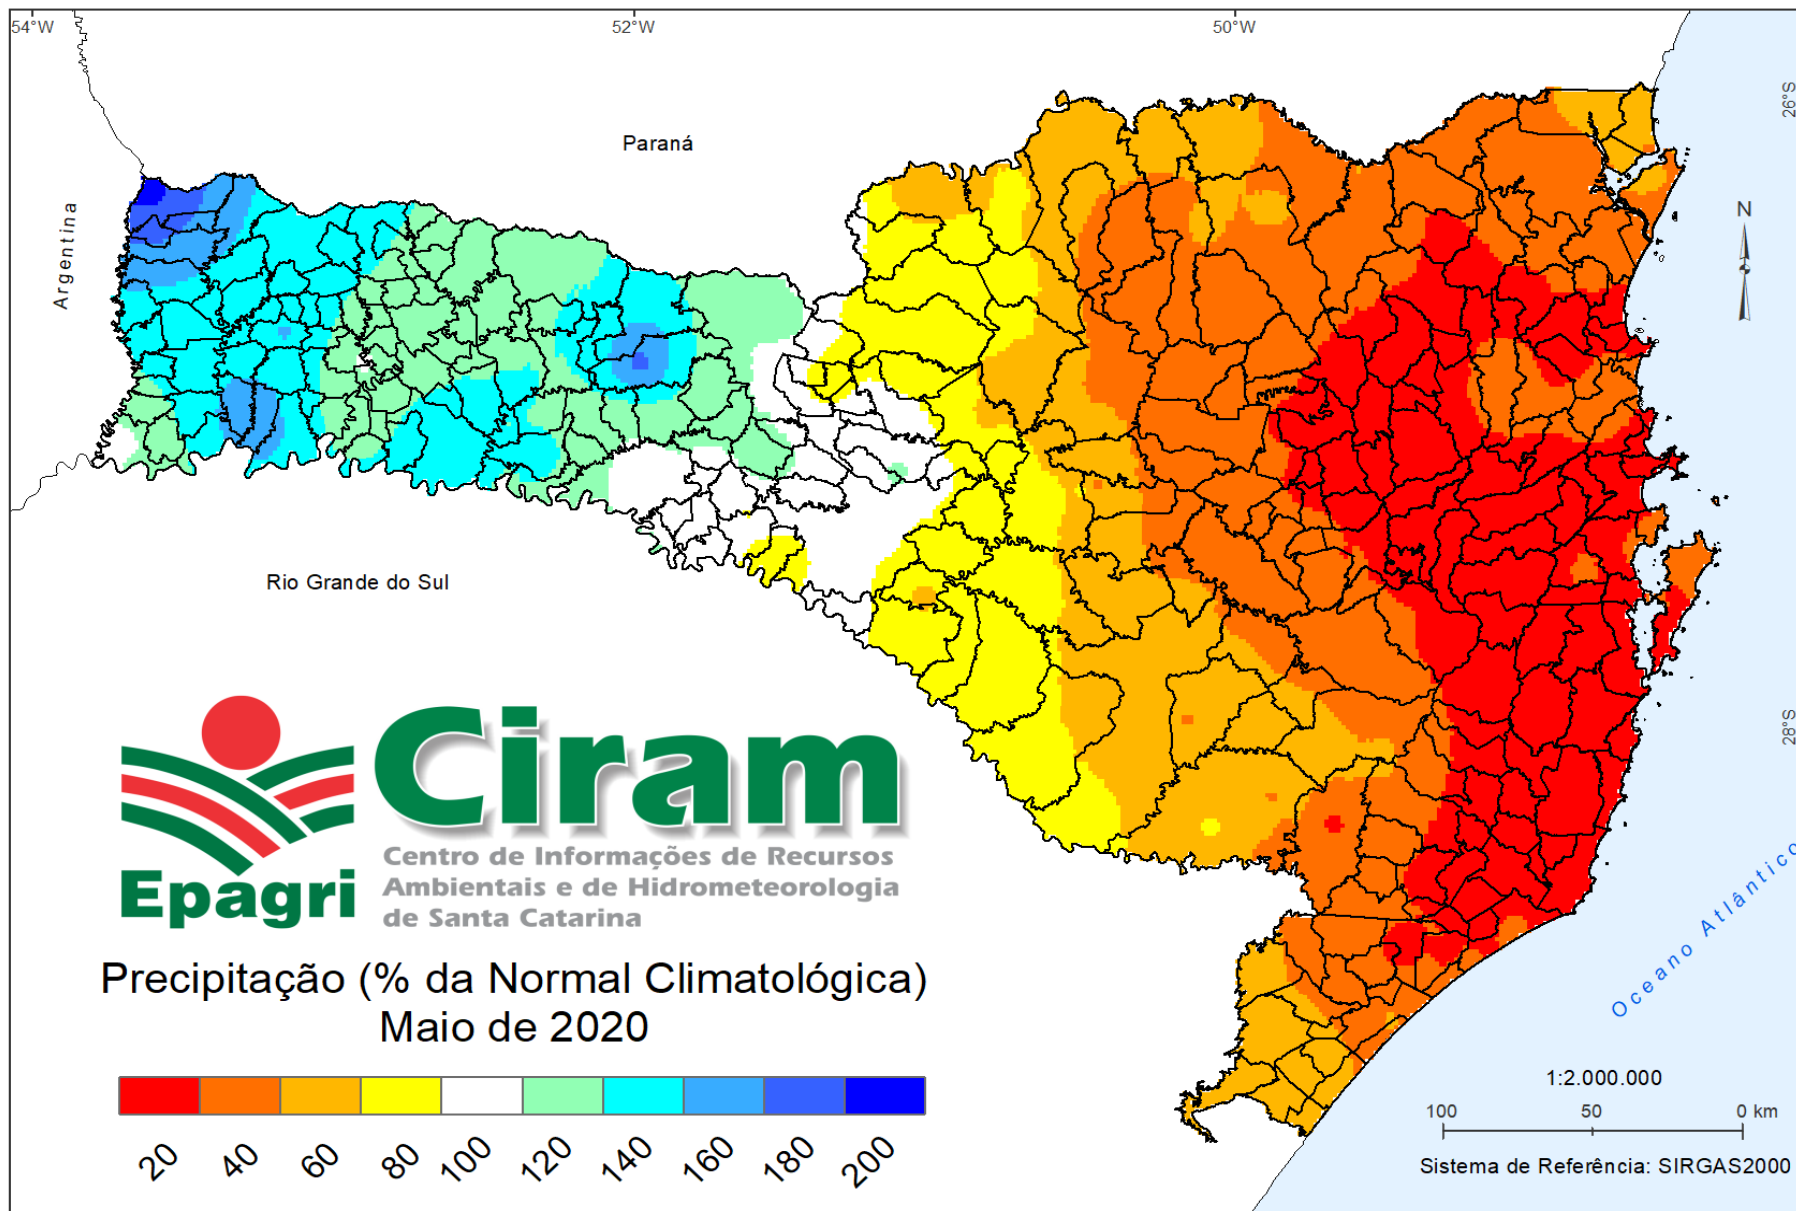 54°W
52°W
50°W
26°S
Paraná
Argentina
N
Rio Grande do Sul
28°S
Ciram
Centro de Informações de Recursos
Ambientais e de Hidrometeorologia
de Santa Catarina
Epagri
Oceano Atlântico
Precipitação (% da Normal Climatológica)
Maio de 2020
20 40 60 80 100 120 140 160 180 200
1:2.000.000
100 50 0 km
Sistema de Referência: SIRGAS2000